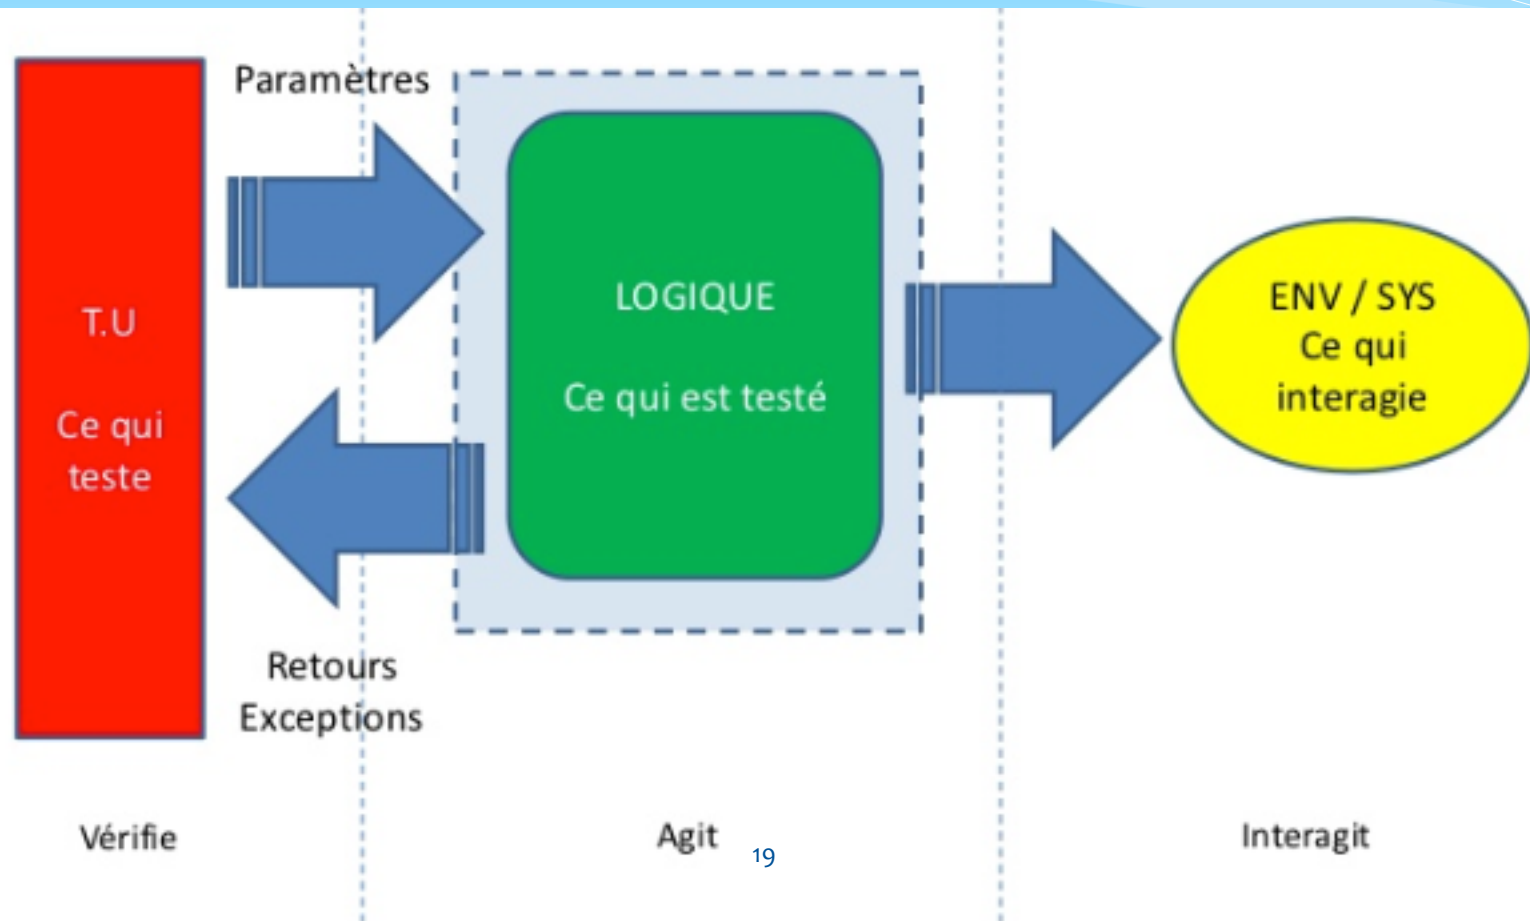 Paramètres
T.U
Ce qui
teste
LOGIQUE
Ce qui est testé
ENV / SYS
Ce qui
interagie
Retours
Exceptions
Vérifie
Agit
Interagit
19